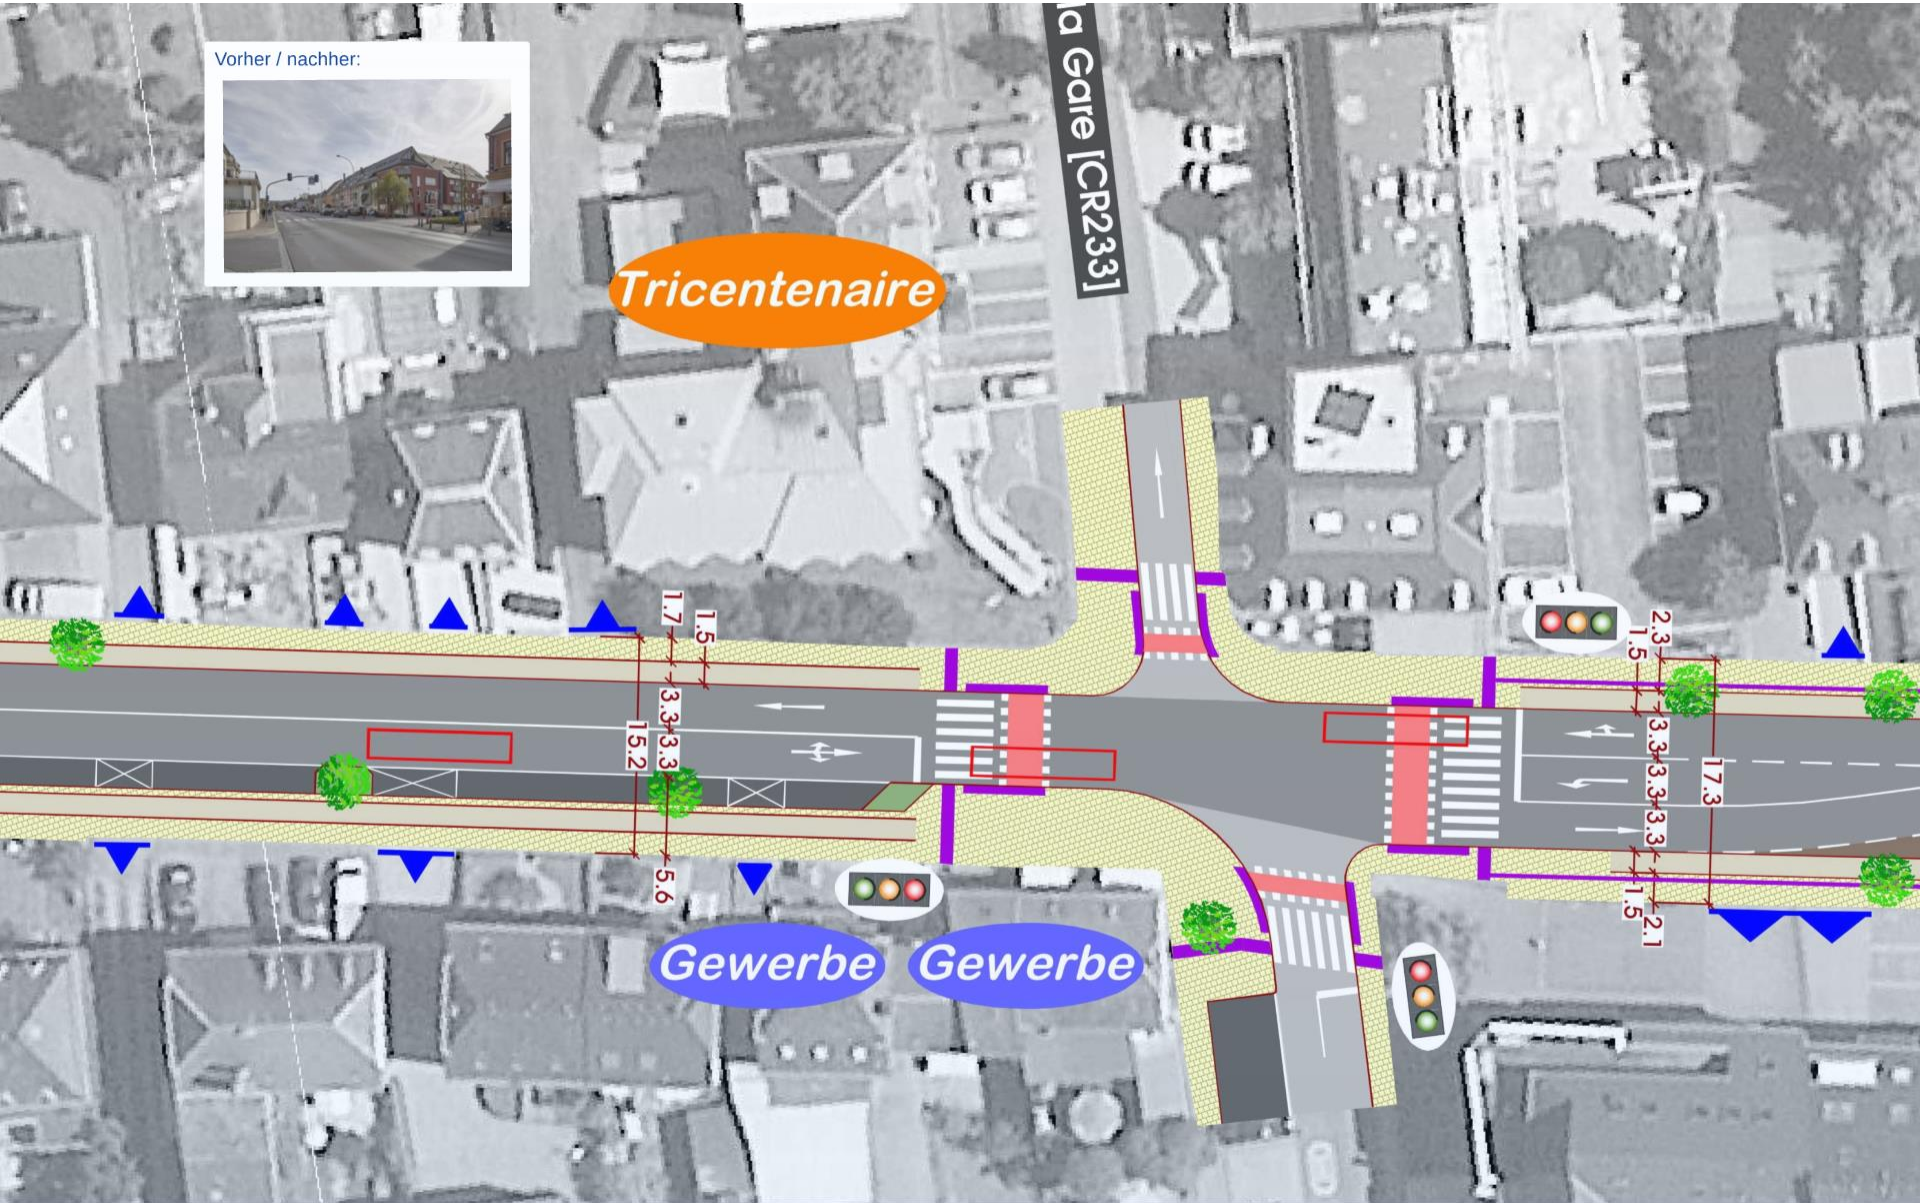 Vorher / nachher:
la Gare [CR233]
Tricentenaire
1.7
1.5
3.3
3.3
15.2
5.6
2.3
1.5
3.3
3.3
3.3
17.3
1.5
2.1
Gewerbe
Gewerbe